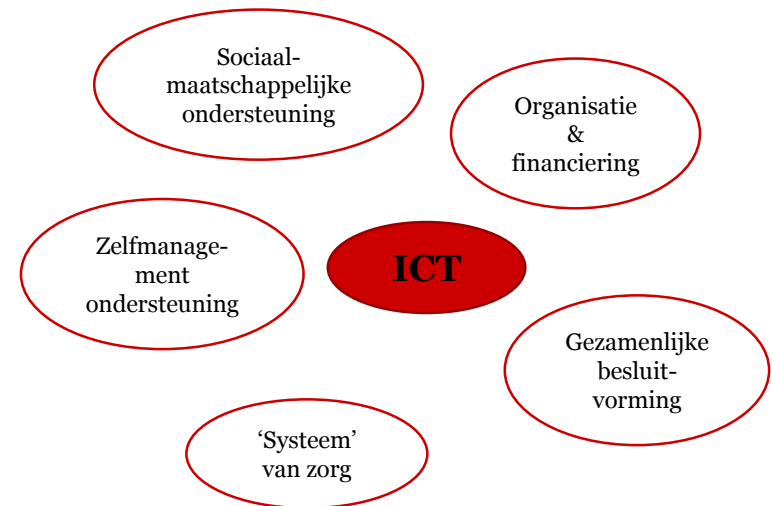 Sociaal-
maatschappelijke
ondersteuning
Organisatie
&
financiering
Zelfmanage-
ment
ondersteuning
ICT
Gezamenlijke
besluit-
vorming
‘Systeem’
van zorg